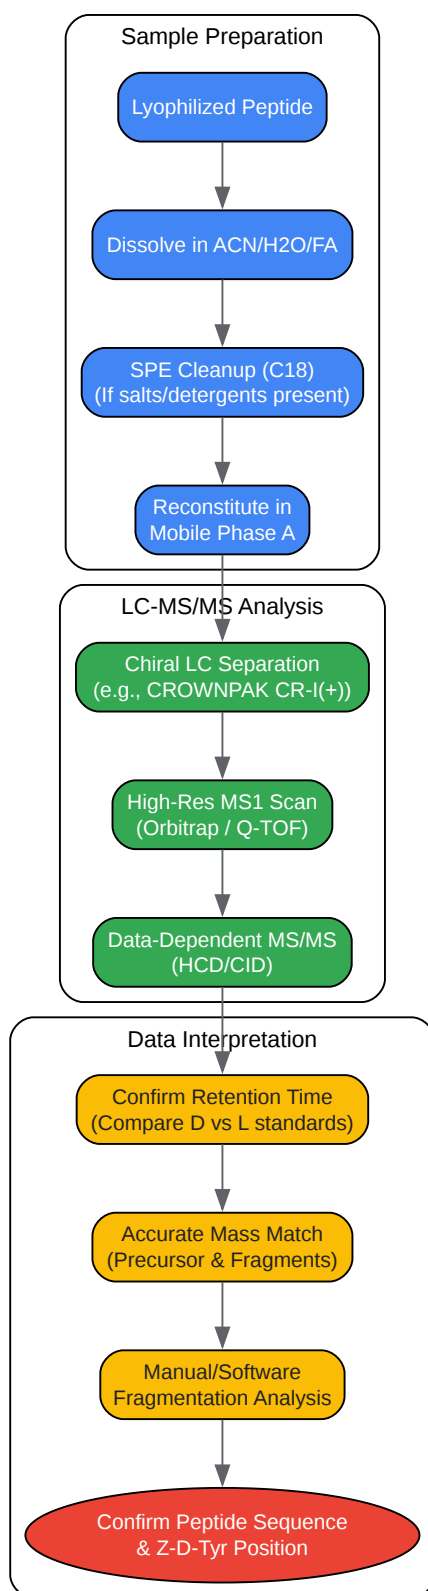 Sample Preparation
Lyophilized Peptide
Dissolve in ACN/H2O/FA
SPE Cleanup (C18)
(If salts/detergents present)
Reconstitute in
Mobile Phase A
LC-MS/MS Analysis
Chiral LC Separation
(e.g., CROWNPAK CR-I(+))
High-Res MS1 Scan
(Orbitrap / Q-TOF)
Data-Dependent MS/MS
(HCD/CID)
Data Interpretation
Confirm Retention Time
(Compare D vs L standards)
Accurate Mass Match
(Precursor & Fragments)
Manual/Software
Fragmentation Analysis
Confirm Peptide Sequence
& Z-D-Tyr Position